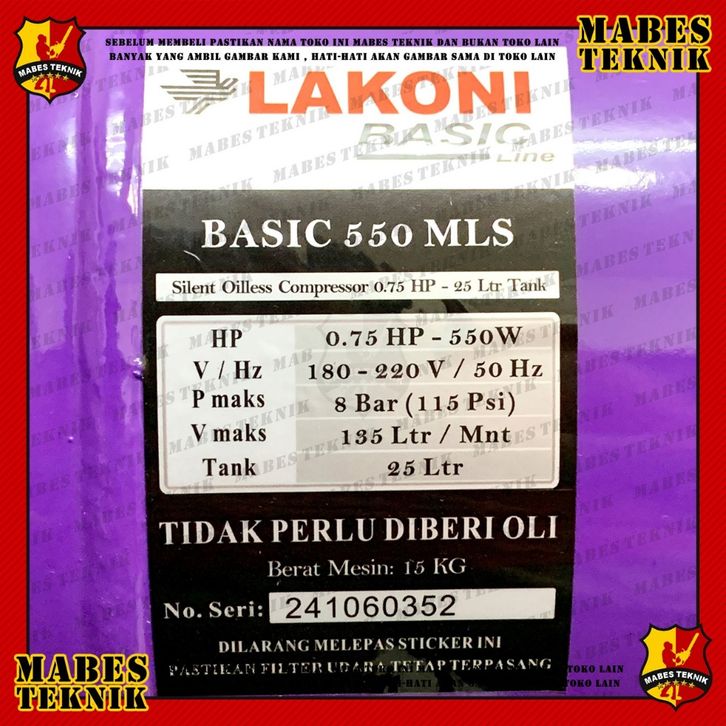 SEBELUM MEMBELI PASTIKAN NAMA TOKO INI MABES TEKNIK DAN BUKAN TOKO LAIN
BANYAK YANG AMBIL GAMBAR KAMI , HATI-HATI AKAN GAMBAR SAMA DI TOKO LAIN
MABES TEKNIK
MABES
TEKNIK
LAKONI
BASIC
Line
BASIC 550 MLS
Silent Oilless Compressor 0.75 HP - 25 Ltr Tank
HP 0.75 HP - 550W
V / Hz 180 - 220 V / 50 Hz
P maks 8 Bar (115 Psi)
V maks 135 Ltr / Mnt
Tank 25 Ltr
TIDAK PERLU DIBERI OLI
Berat Mesin: 15 KG
No. Seri: 241060352
DILARANG MELEPAS STICKER INI
PASTIKAN FILTER UDARA TETAP TERPASANG
MABES
TEKNIK
MABES TEKNIK